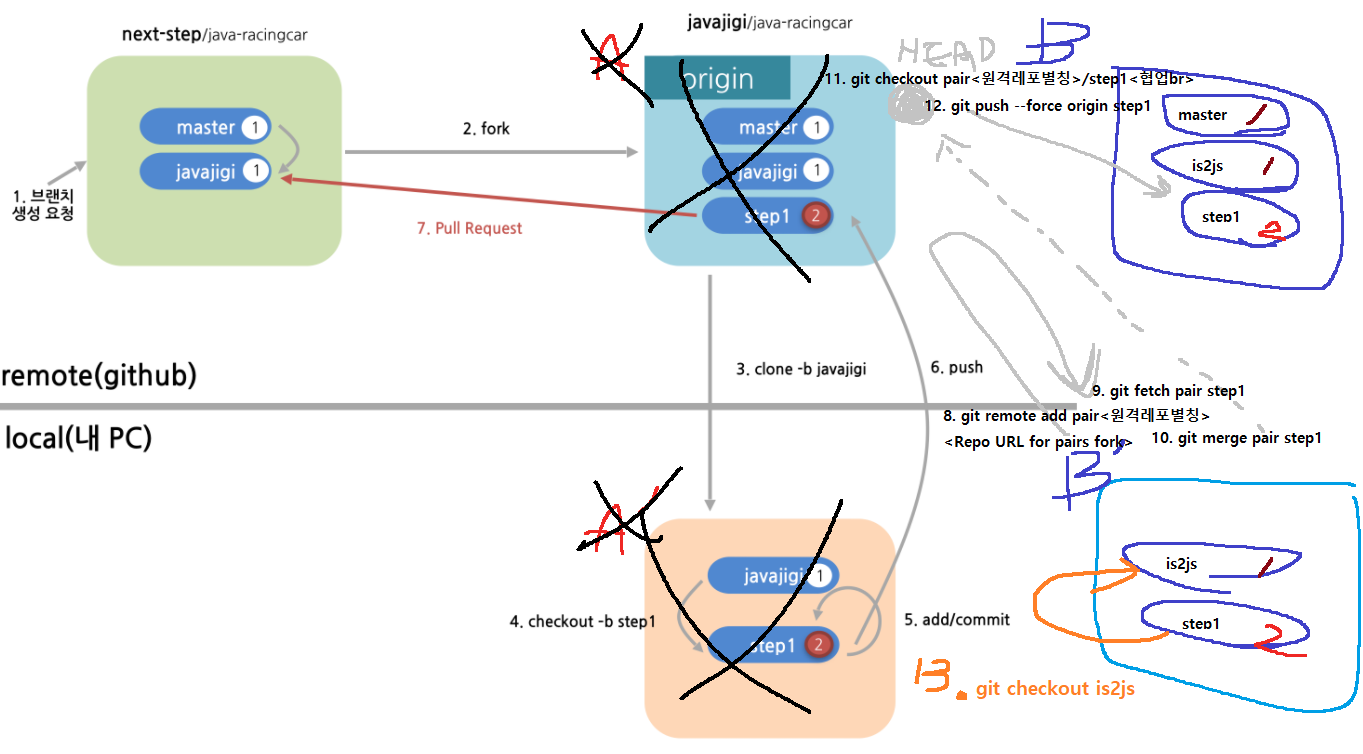 next-step/java-racingcar
javajigi/java-racingcar
A
origin
HEAD
B
11. git checkout pair<원격레포별칭>/step1<협업br>
12. git push --force origin step1
master 1
javajigi 1
1. 브랜치
생성 요청
2. fork
master 1
javajigi 1
step1 2
7. Pull Request
master 1
is2js 1
step1 2
3. clone -b javajigi
6. push
remote(github)
local(내 PC)
9. git fetch pair step1
8. git remote add pair<원격레포별칭>
<Repo URL for pairs fork>
10. git merge pair step1
B'
A'
javajigi 1
4. checkout -b step1
step1 2
5. add/commit
is2js 1
step1 2
13. git checkout is2js